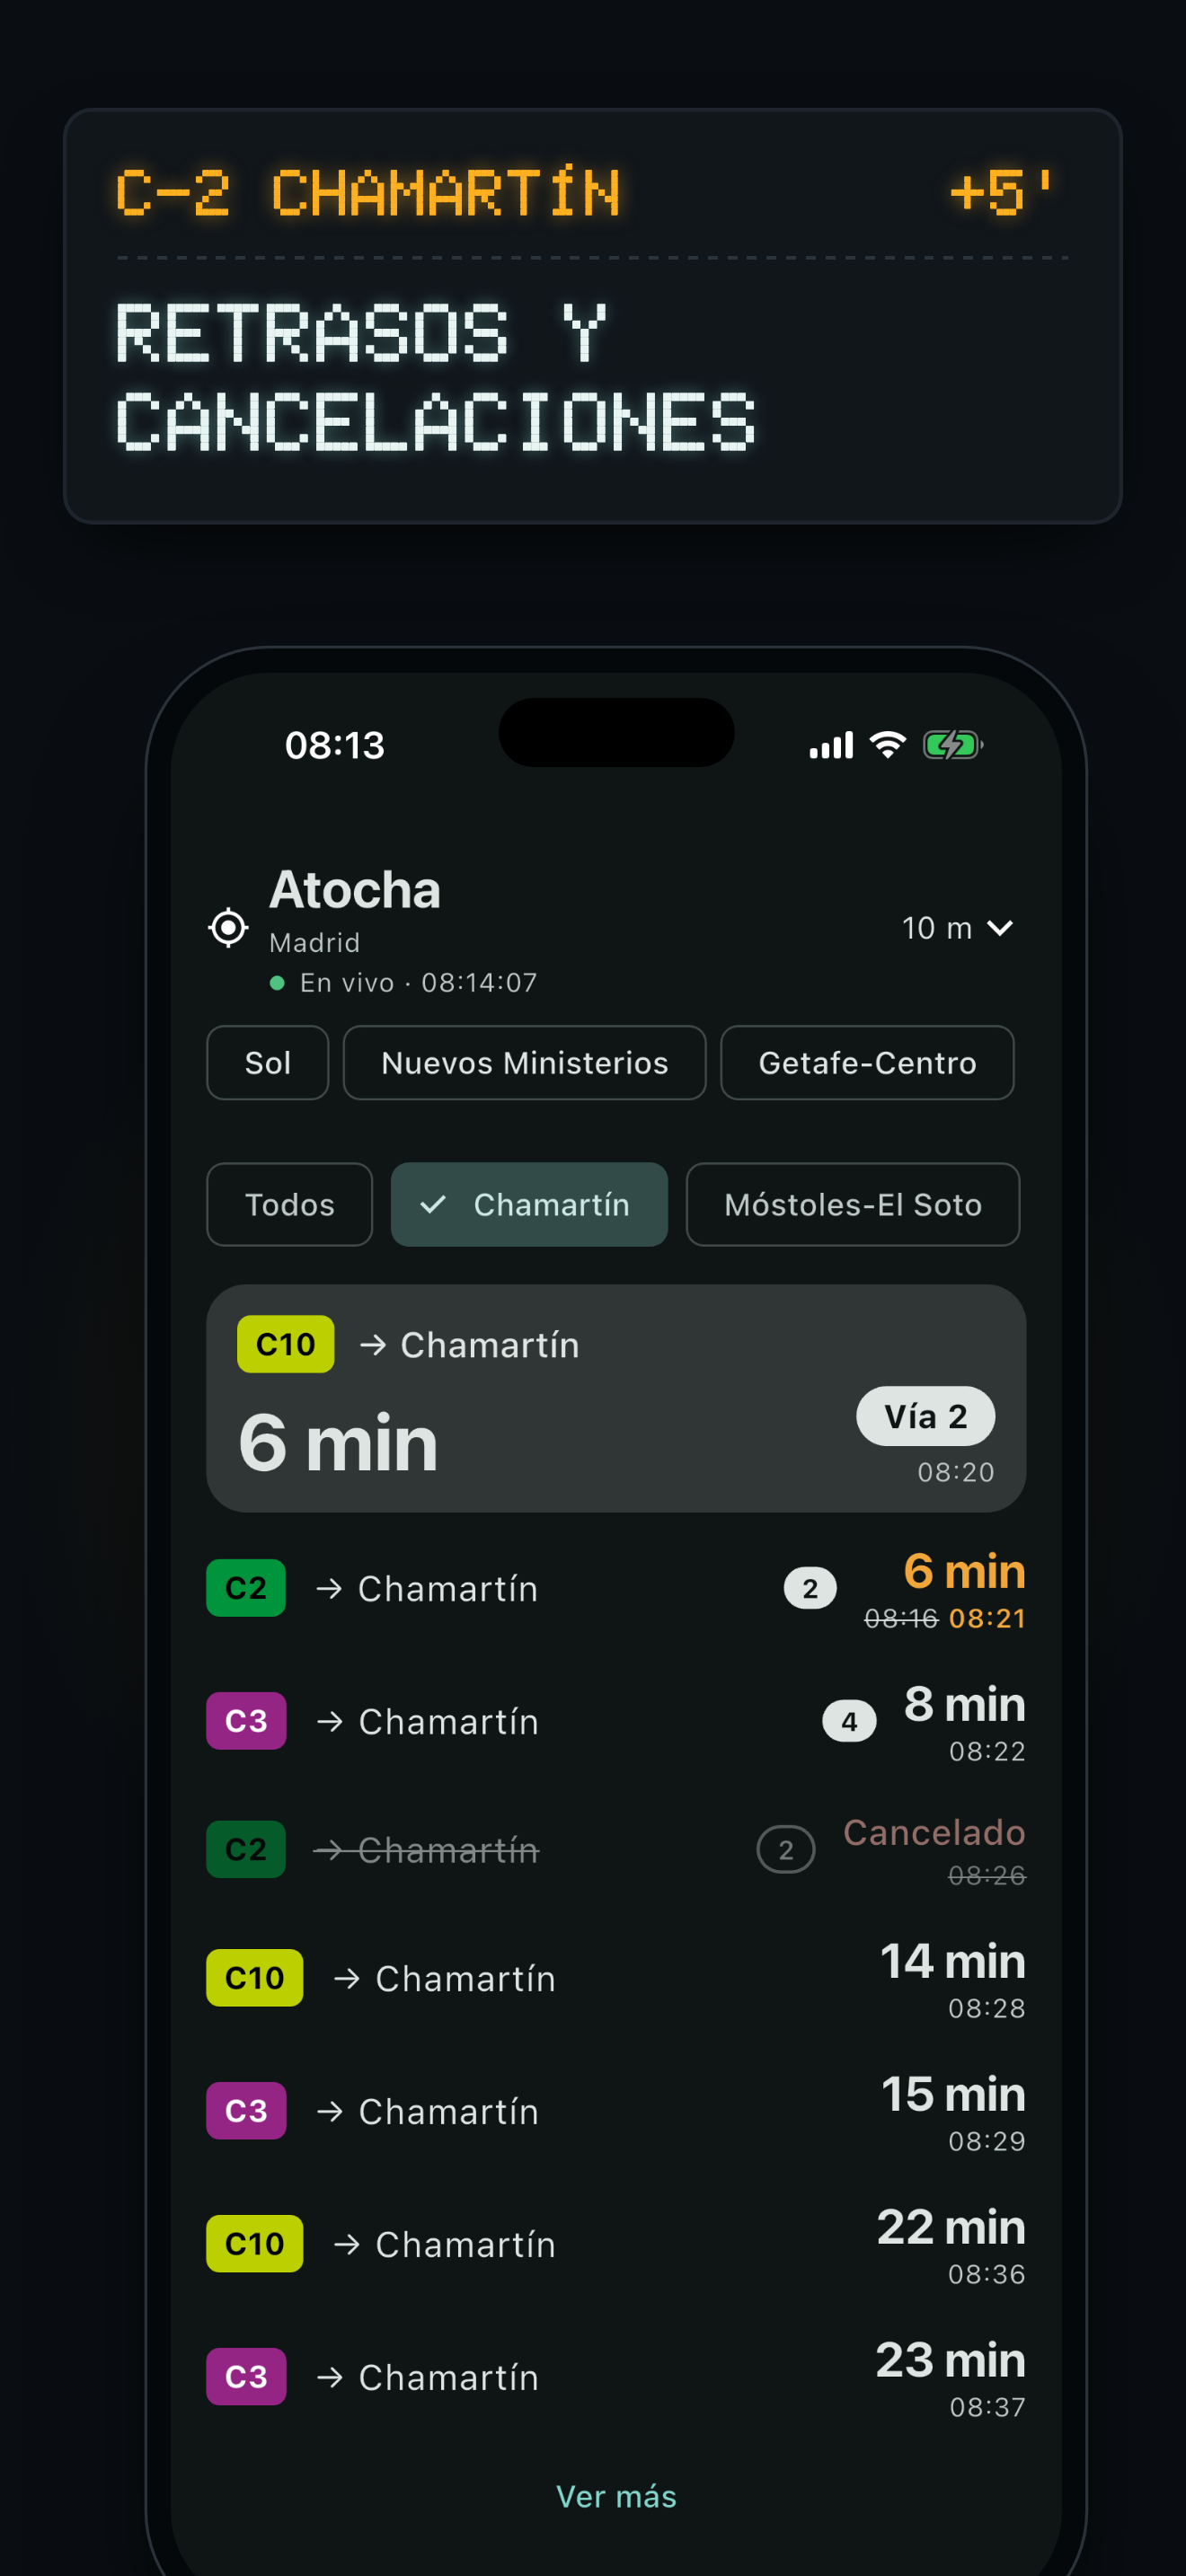 C-2 CHAMARTÍN +5'
RETRASOS Y
CANCELACIONES
08:13
Atocha
Madrid
10 m
En vivo · 08:14:07
Sol Nuevos Ministerios Getafe-Centro
Todos Chamartín Móstoles-El Soto
C10 → Chamartín
6 min Vía 2
08:20
C2 → Chamartín 2 6 min
08:16 08:21
C3 → Chamartín 4 8 min
08:22
C2 → Chamartín 2 Cancelado
08:26
C10 → Chamartín 14 min
08:28
C3 → Chamartín 15 min
08:29
C10 → Chamartín 22 min
08:36
C3 → Chamartín 23 min
08:37
Ver más